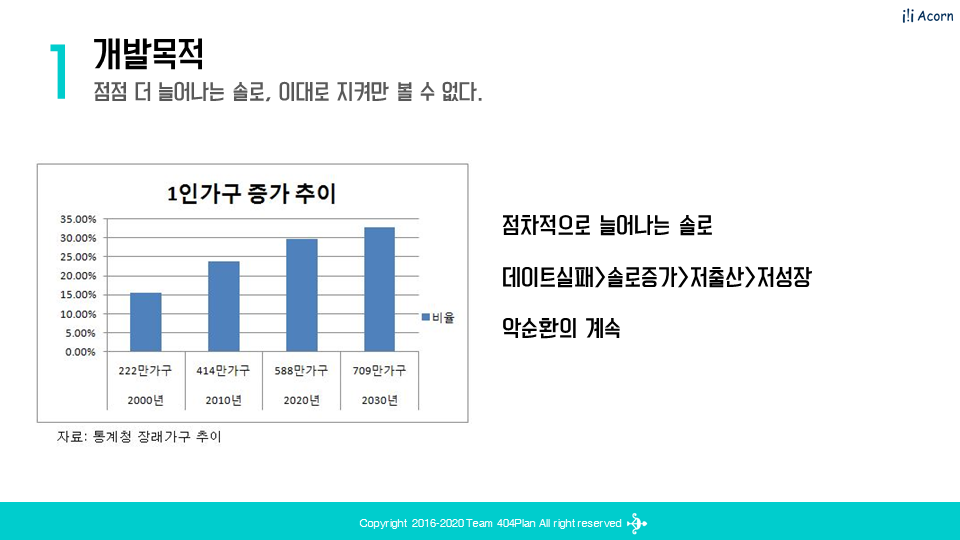 Acorn
1
개발목적
점점 더 늘어나는 솔로, 이대로 지켜만 볼 수 없다.
1인가구 증가 추이
35.00%
30.00%
25.00%
20.00%
15.00%
10.00%
5.00%
0.00%
비율
222만가구 414만가구 588만가구 709만가구
2000년 2010년 2020년 2030년
자료: 통계청 장래가구 추이
점차적으로 늘어나는 솔로
데이트실패>솔로증가>저출산>저성장
악순환의 계속
Copyright 2016-2020 Team 404Plan All right reserved